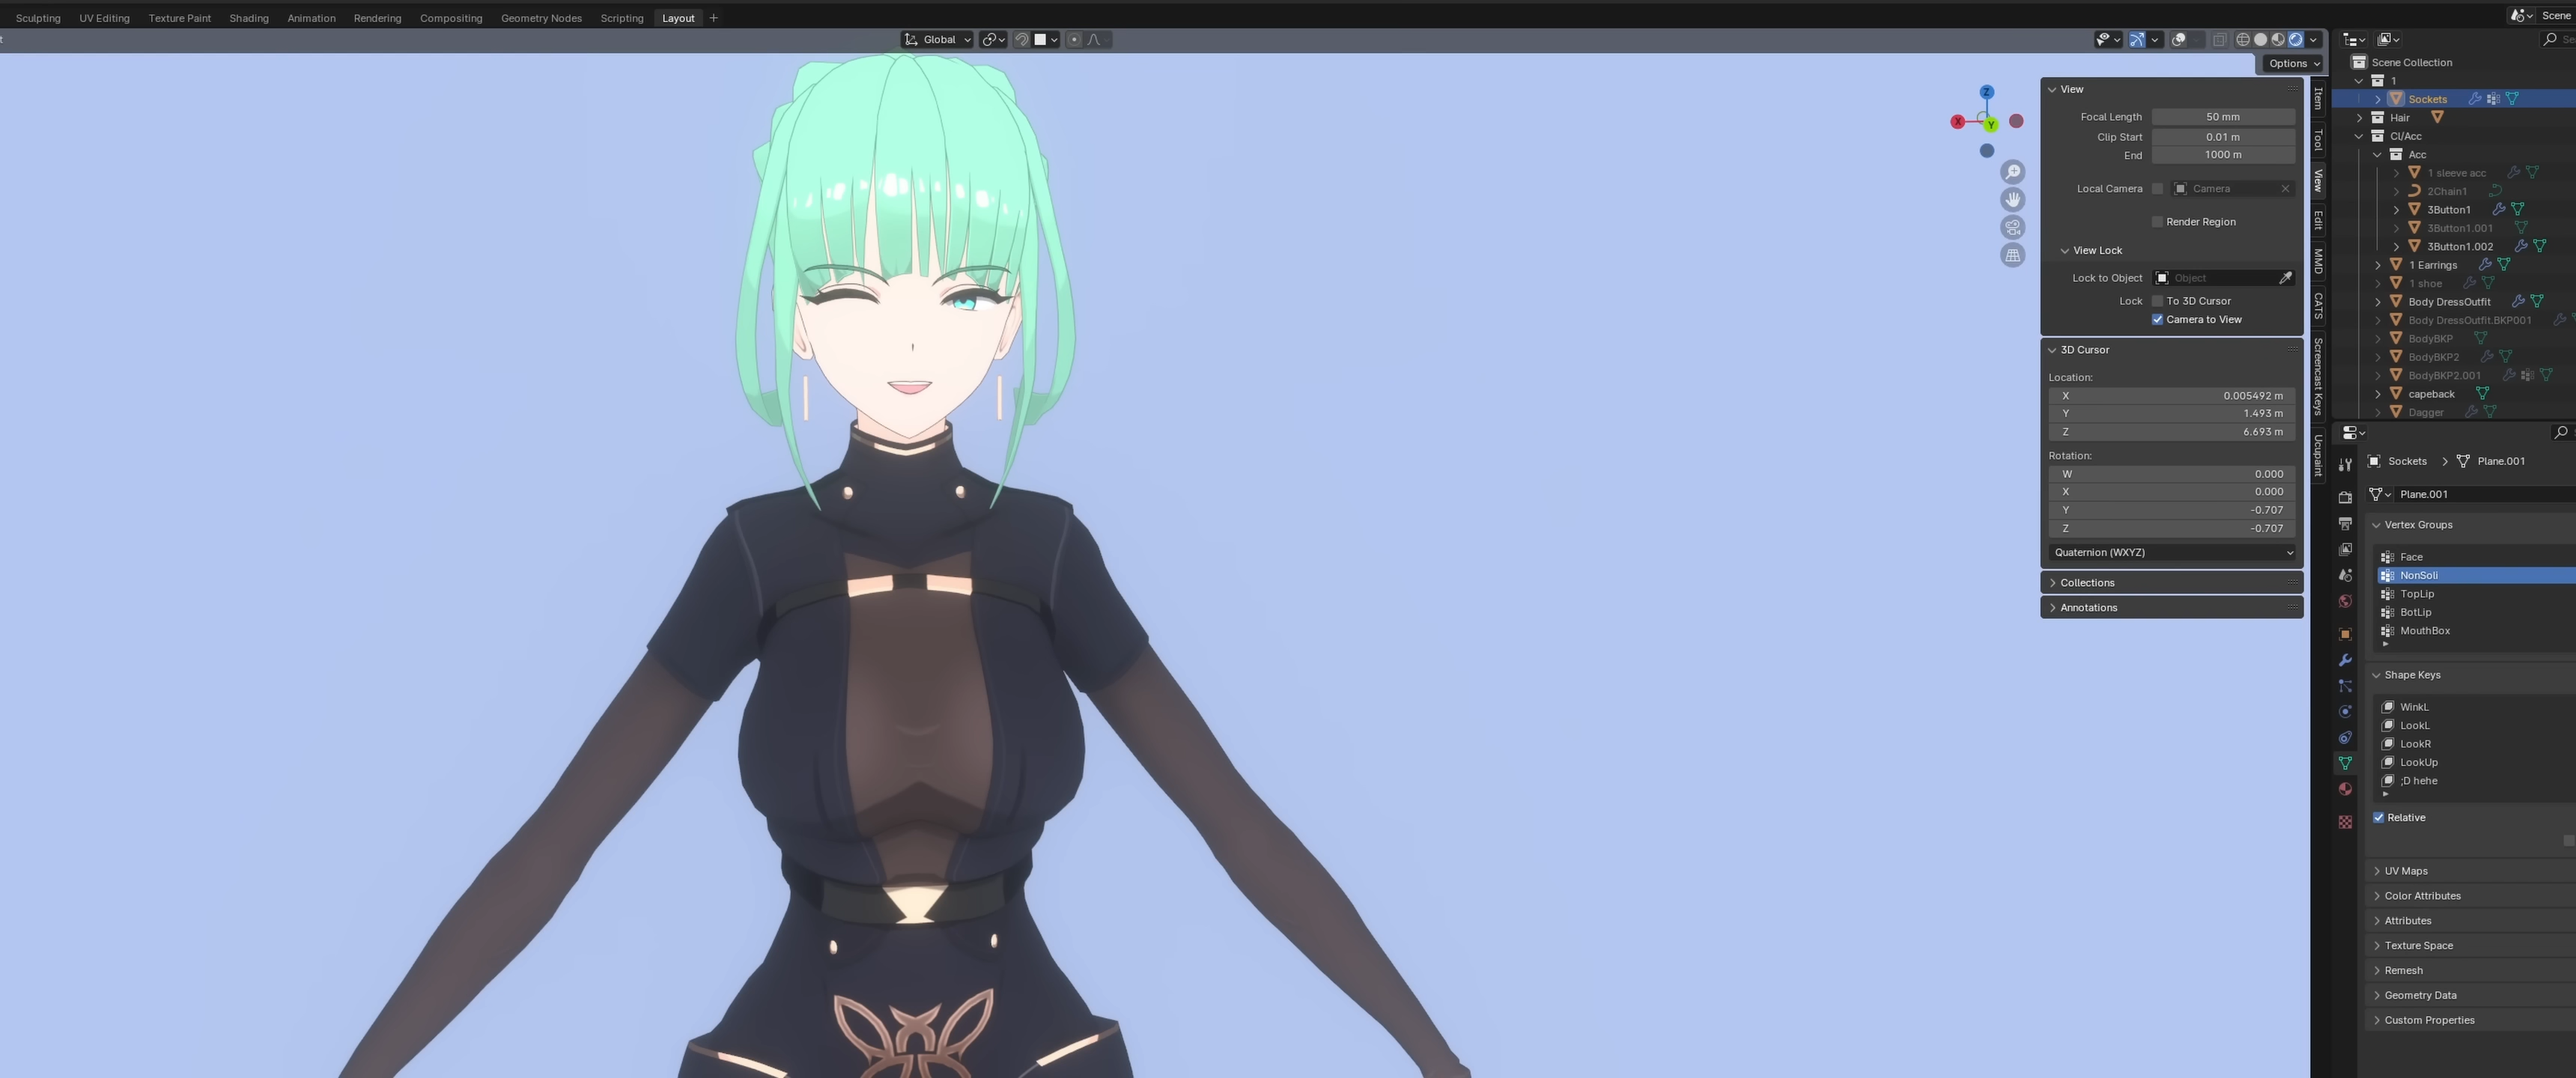 Sculpting UV Editing Texture Paint Shading Animation Rendering Compositing Geometry Nodes Scripting Layout + Scene
Global
Options
View
Focal Length 50 mm
Clip Start 0.01 m
End 1000 m
Local Camera Camera
Render Region
View Lock
Lock to Object Object
Lock To 3D Cursor
Camera to View
3D Cursor
Location:
X 0.005492 m
Y 1.493 m
Z 6.693 m
Rotation:
W 0.000
X 0.000
Y -0.707
Z -0.707
Quaternion (WXYZ)
Collections
Annotations
Z
X
Y
Item
Tool
View
Edit
MMD
CATS
Screencast Keys
Ucupaint
Scene Collection
1
Sockets
Hair
Cl/Acc
Acc
1 sleeve acc
2Chain1
3Button1
3Button1.001
3Button1.002
1 Earrings
1 shoe
Body DressOutfit
Body DressOutfit.BKP001
BodyBKP
BodyBKP2
BodyBKP2.001
capeback
Dagger
Sockets Plane.001
Plane.001
Vertex Groups
Face
NonSoli
TopLip
BotLip
MouthBox
Shape Keys
WinkL
LookL
LookR
LookUp
;D hehe
Relative
UV Maps
Color Attributes
Attributes
Texture Space
Remesh
Geometry Data
Custom Properties